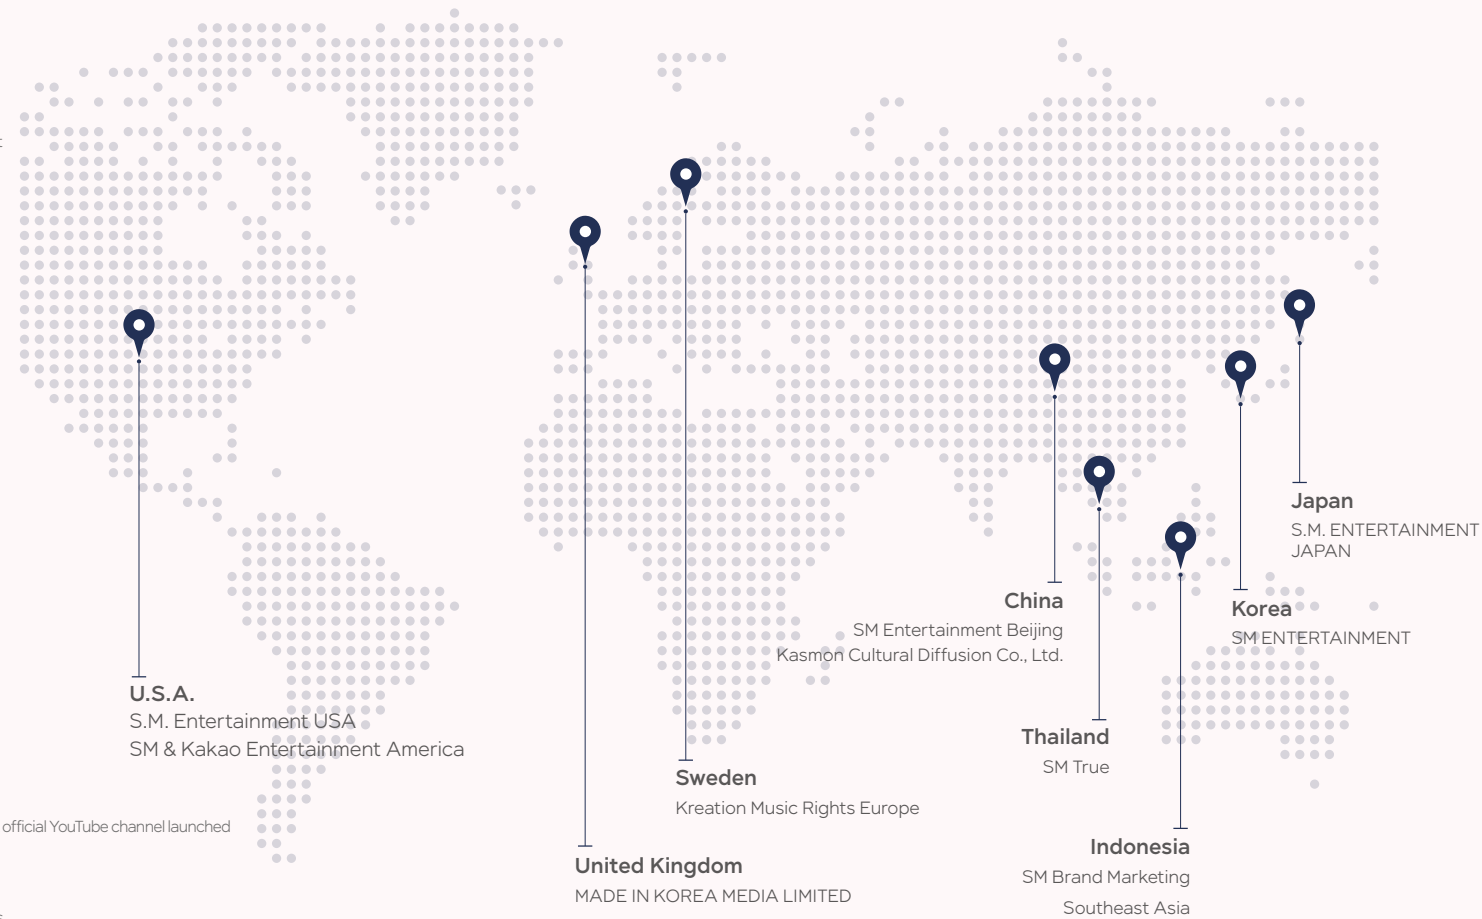 Japan
S.M. ENTERTAINMENT
JAPAN
China
SM Entertainment Beijing
Kasmon Cultural Diffusion Co., Ltd.
Korea
SM ENTERTAINMENT
U.S.A.
S.M. Entertainment USA
SM & Kakao Entertainment America
Thailand
SM True
Sweden
Kreation Music Rights Europe
official YouTube channel launched
United Kingdom
MADE IN KOREA MEDIA LIMITED
Indonesia
SM Brand Marketing
Southeast Asia